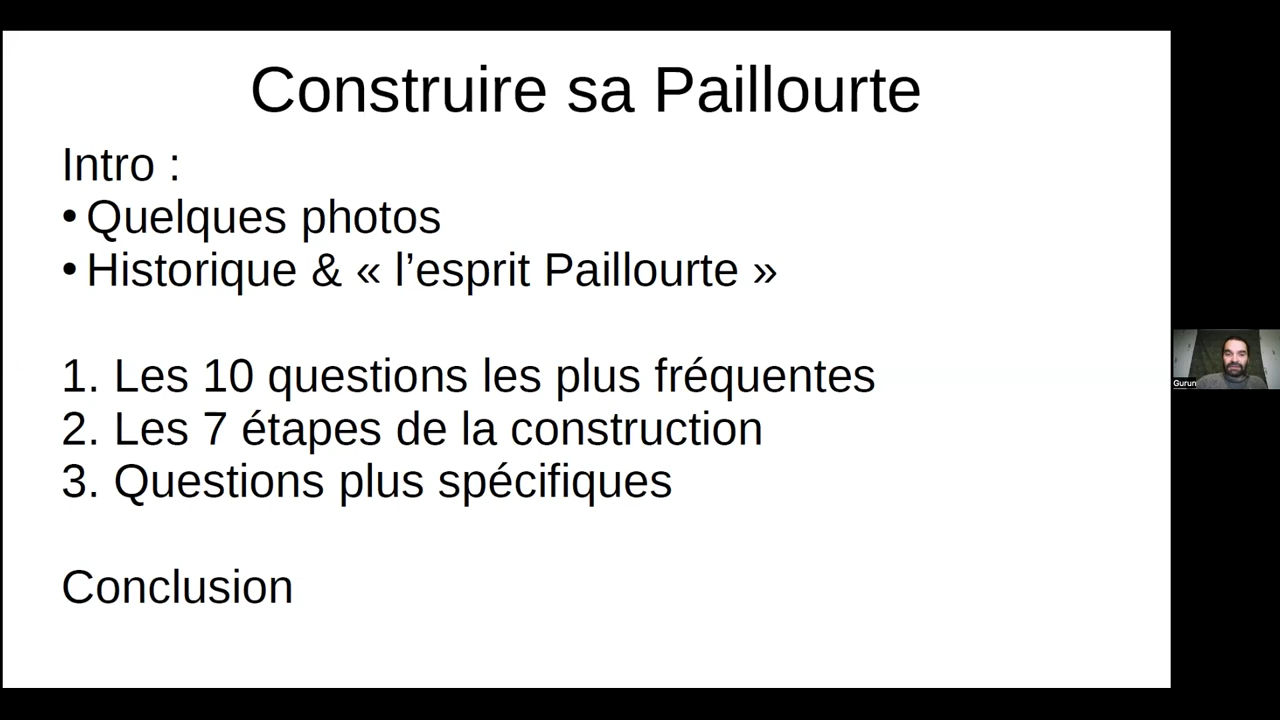 Construire sa Paillourte
Intro :
• Quelques photos
• Historique & « l’esprit Paillourte »
1. Les 10 questions les plus fréquentes
2. Les 7 étapes de la construction
3. Questions plus spécifiques
Conclusion
Gurun